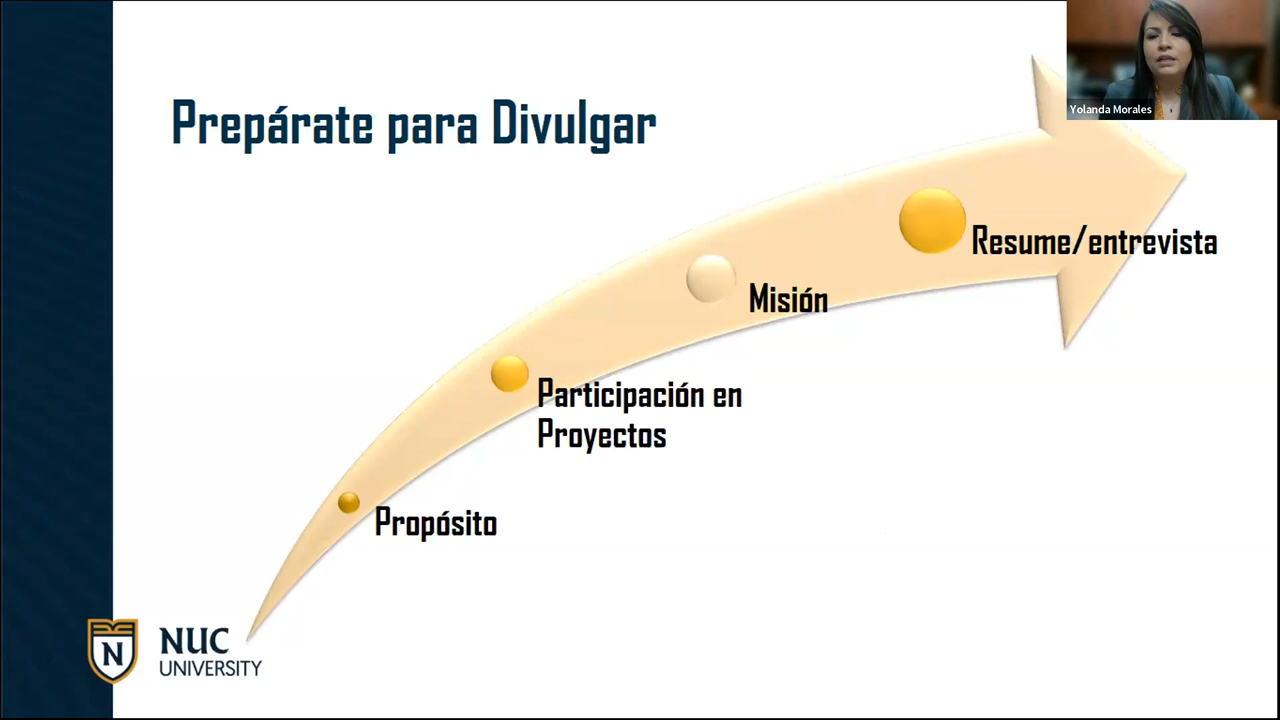 Yolanda Morales
Prepárate para Divulgar
Resume/entrevista
Misión
Participación en
Proyectos
Propósito
N
NUC
UNIVERSITY